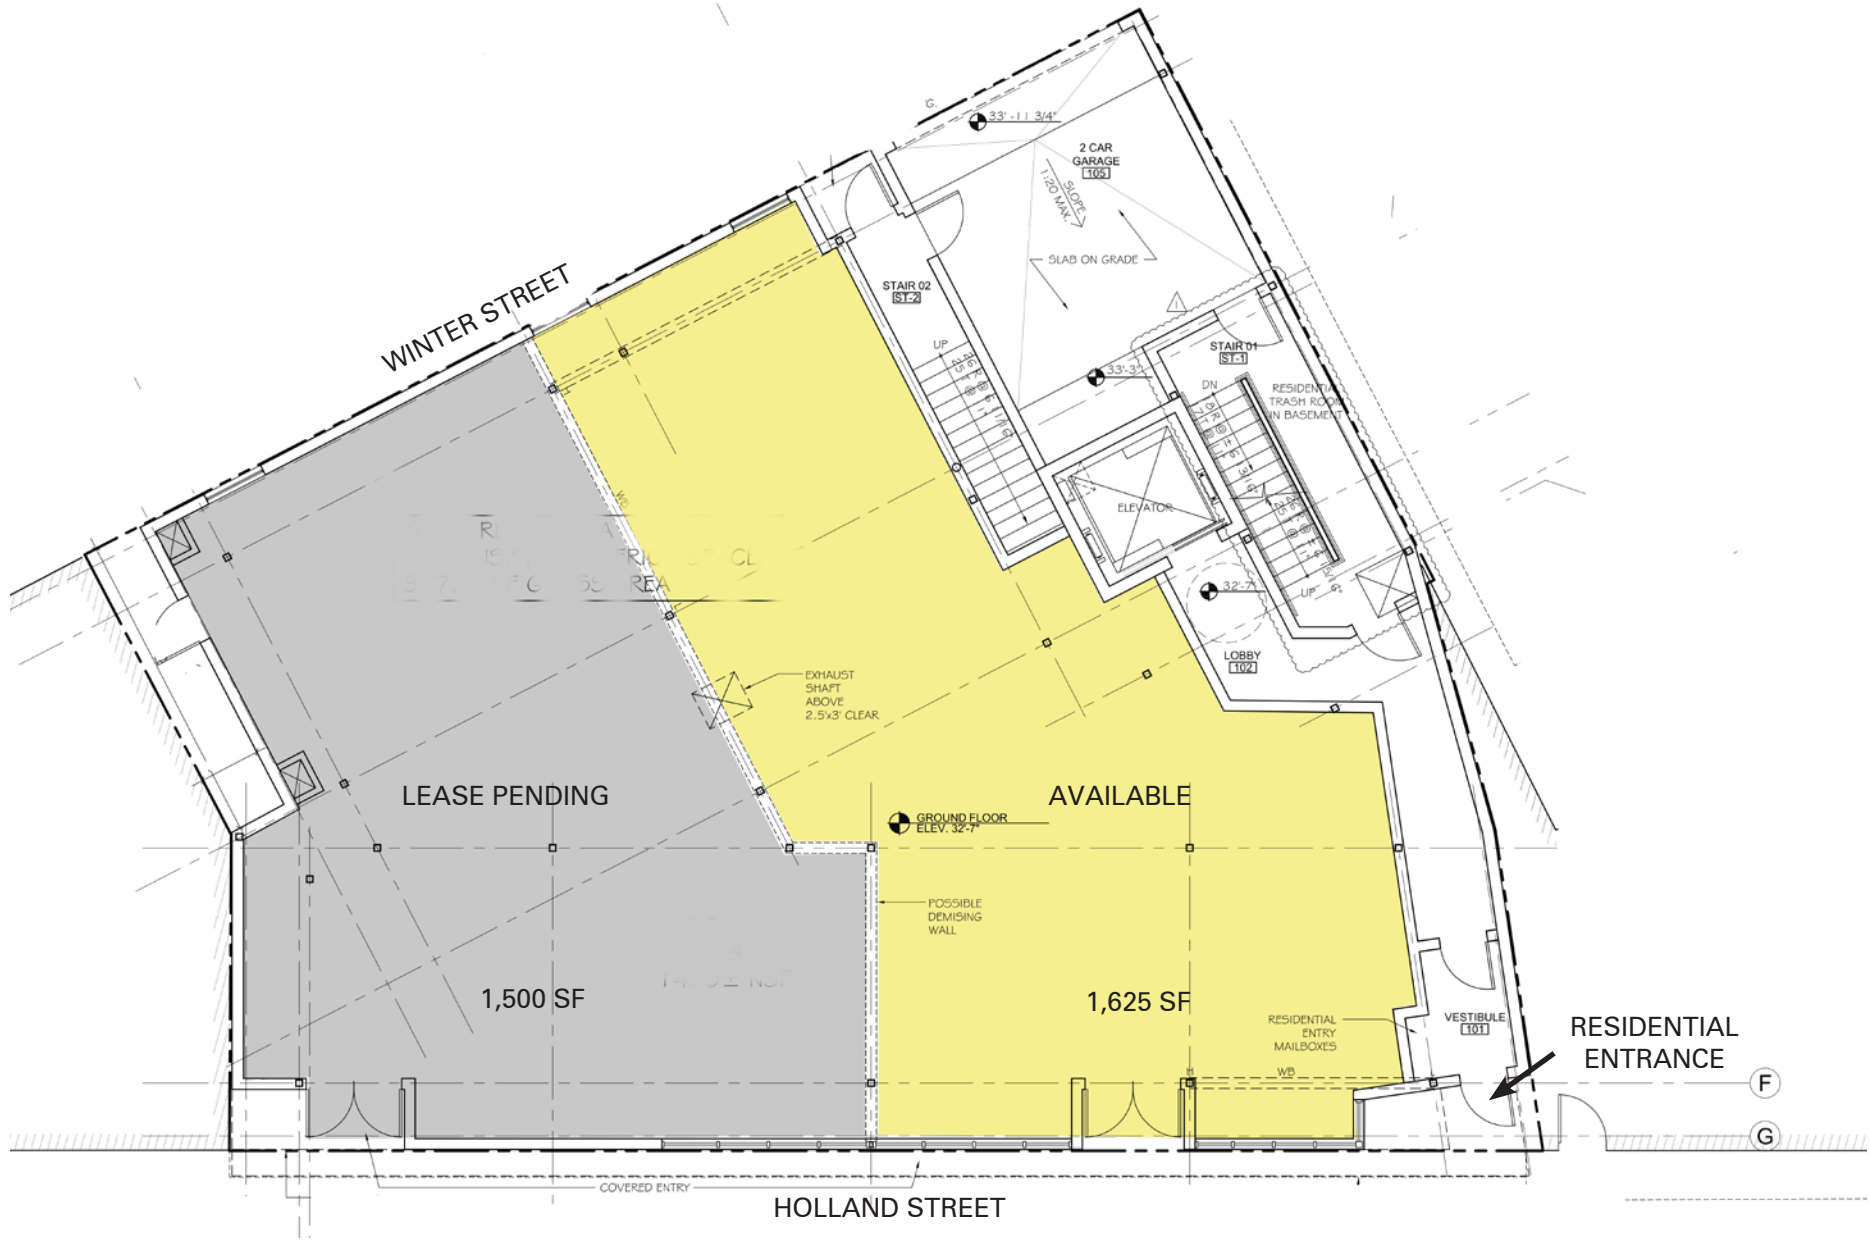 G.
33'-11 3/4"
2 CAR
GARAGE
105
SLOPE
1:20 MAX.
SLAB ON GRADE
STAIR 02
ST-2
UP
WINTER STREET
33'-3"
STAIR 01
ST-1
DN
RESIDENTIAL
TRASH ROOM
IN BASEMENT
ELEVATOR
UP
32'-7"
LOBBY
102
EXHAUST
SHAFT
ABOVE
2.5'x3' CLEAR
LEASE PENDING
AVAILABLE
GROUND FLOOR
ELEV. 32'-7"
POSSIBLE
DEMISING
WALL
1,500 SF
1,625 SF
RESIDENTIAL
ENTRY
MAILBOXES
VESTIBULE
101
RESIDENTIAL
ENTRANCE
WB
F
G
COVERED ENTRY
HOLLAND STREET